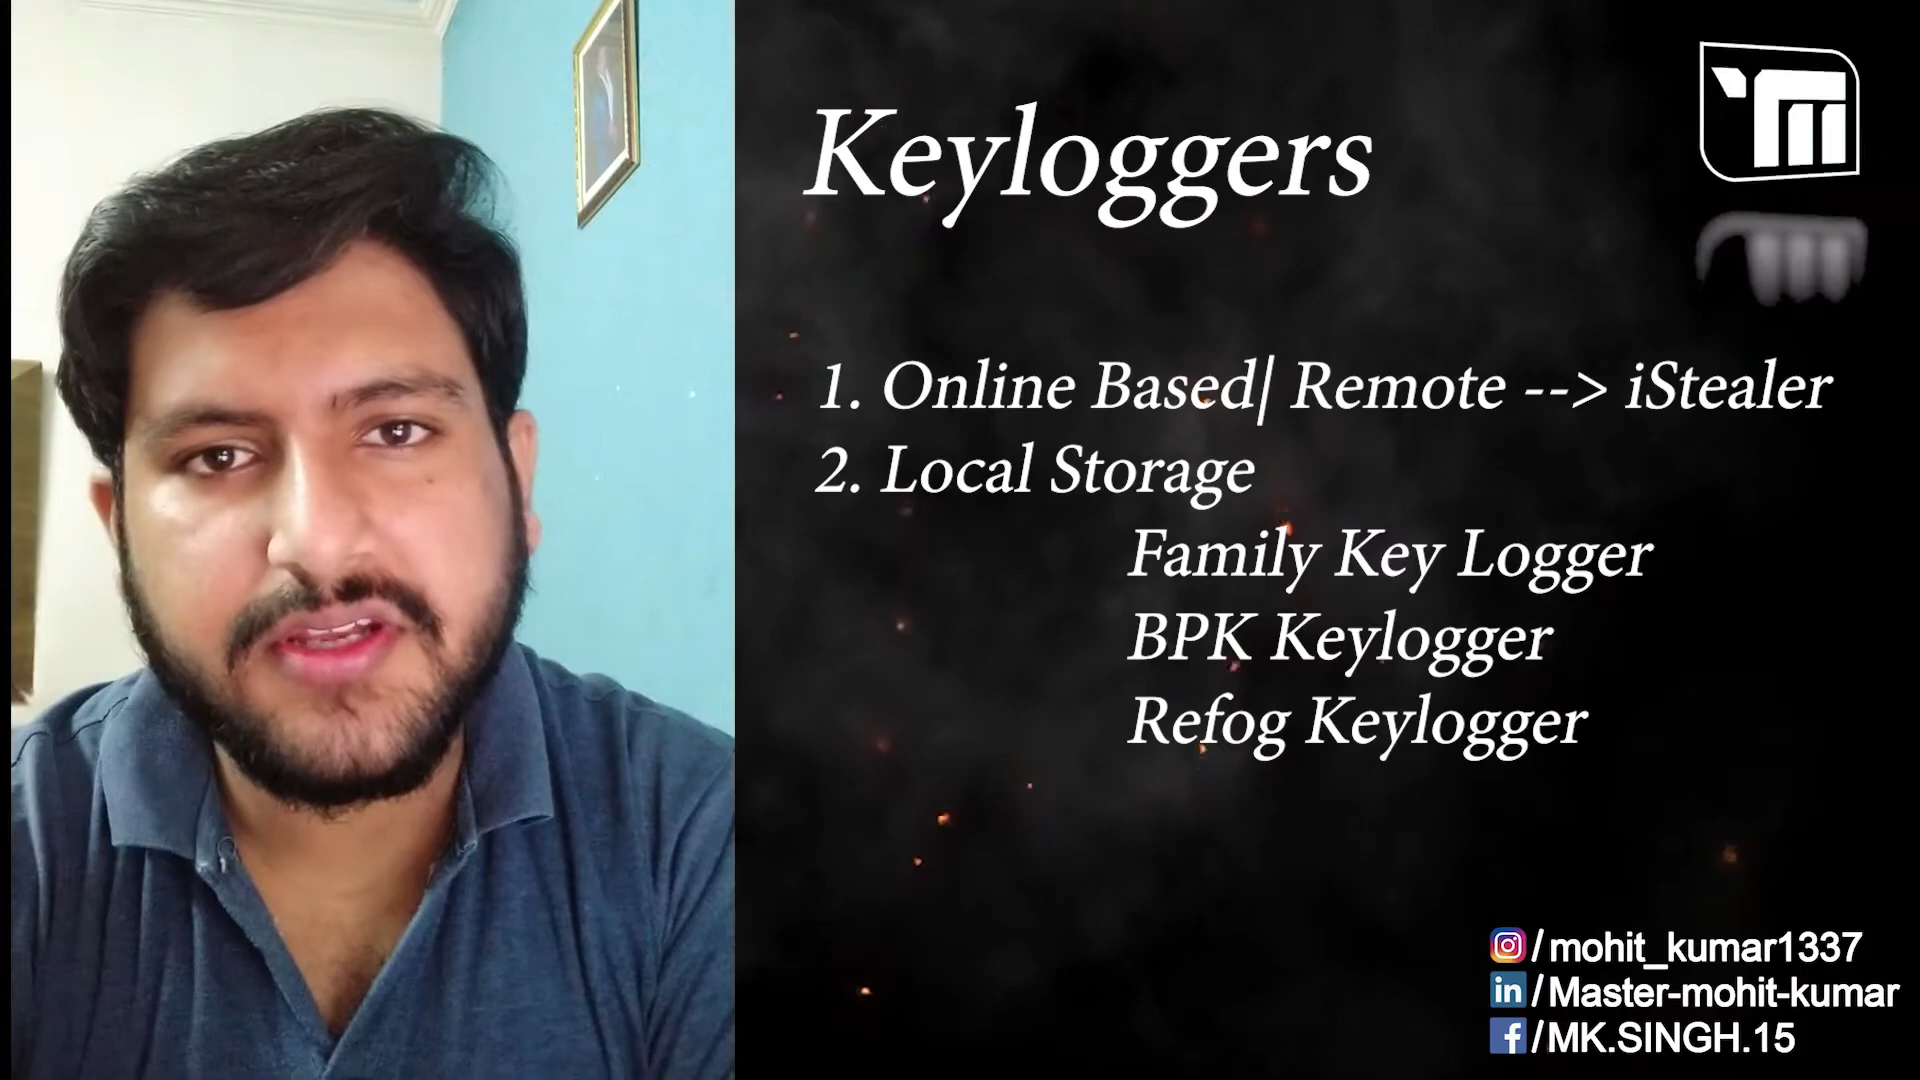 Keyloggers
1. Online Based| Remote --> iStealer
2. Local Storage
Family Key Logger
BPK Keylogger
Refog Keylogger
/mohit_kumar1337
in/Master-mohit-kumar
f/MK.SINGH.15